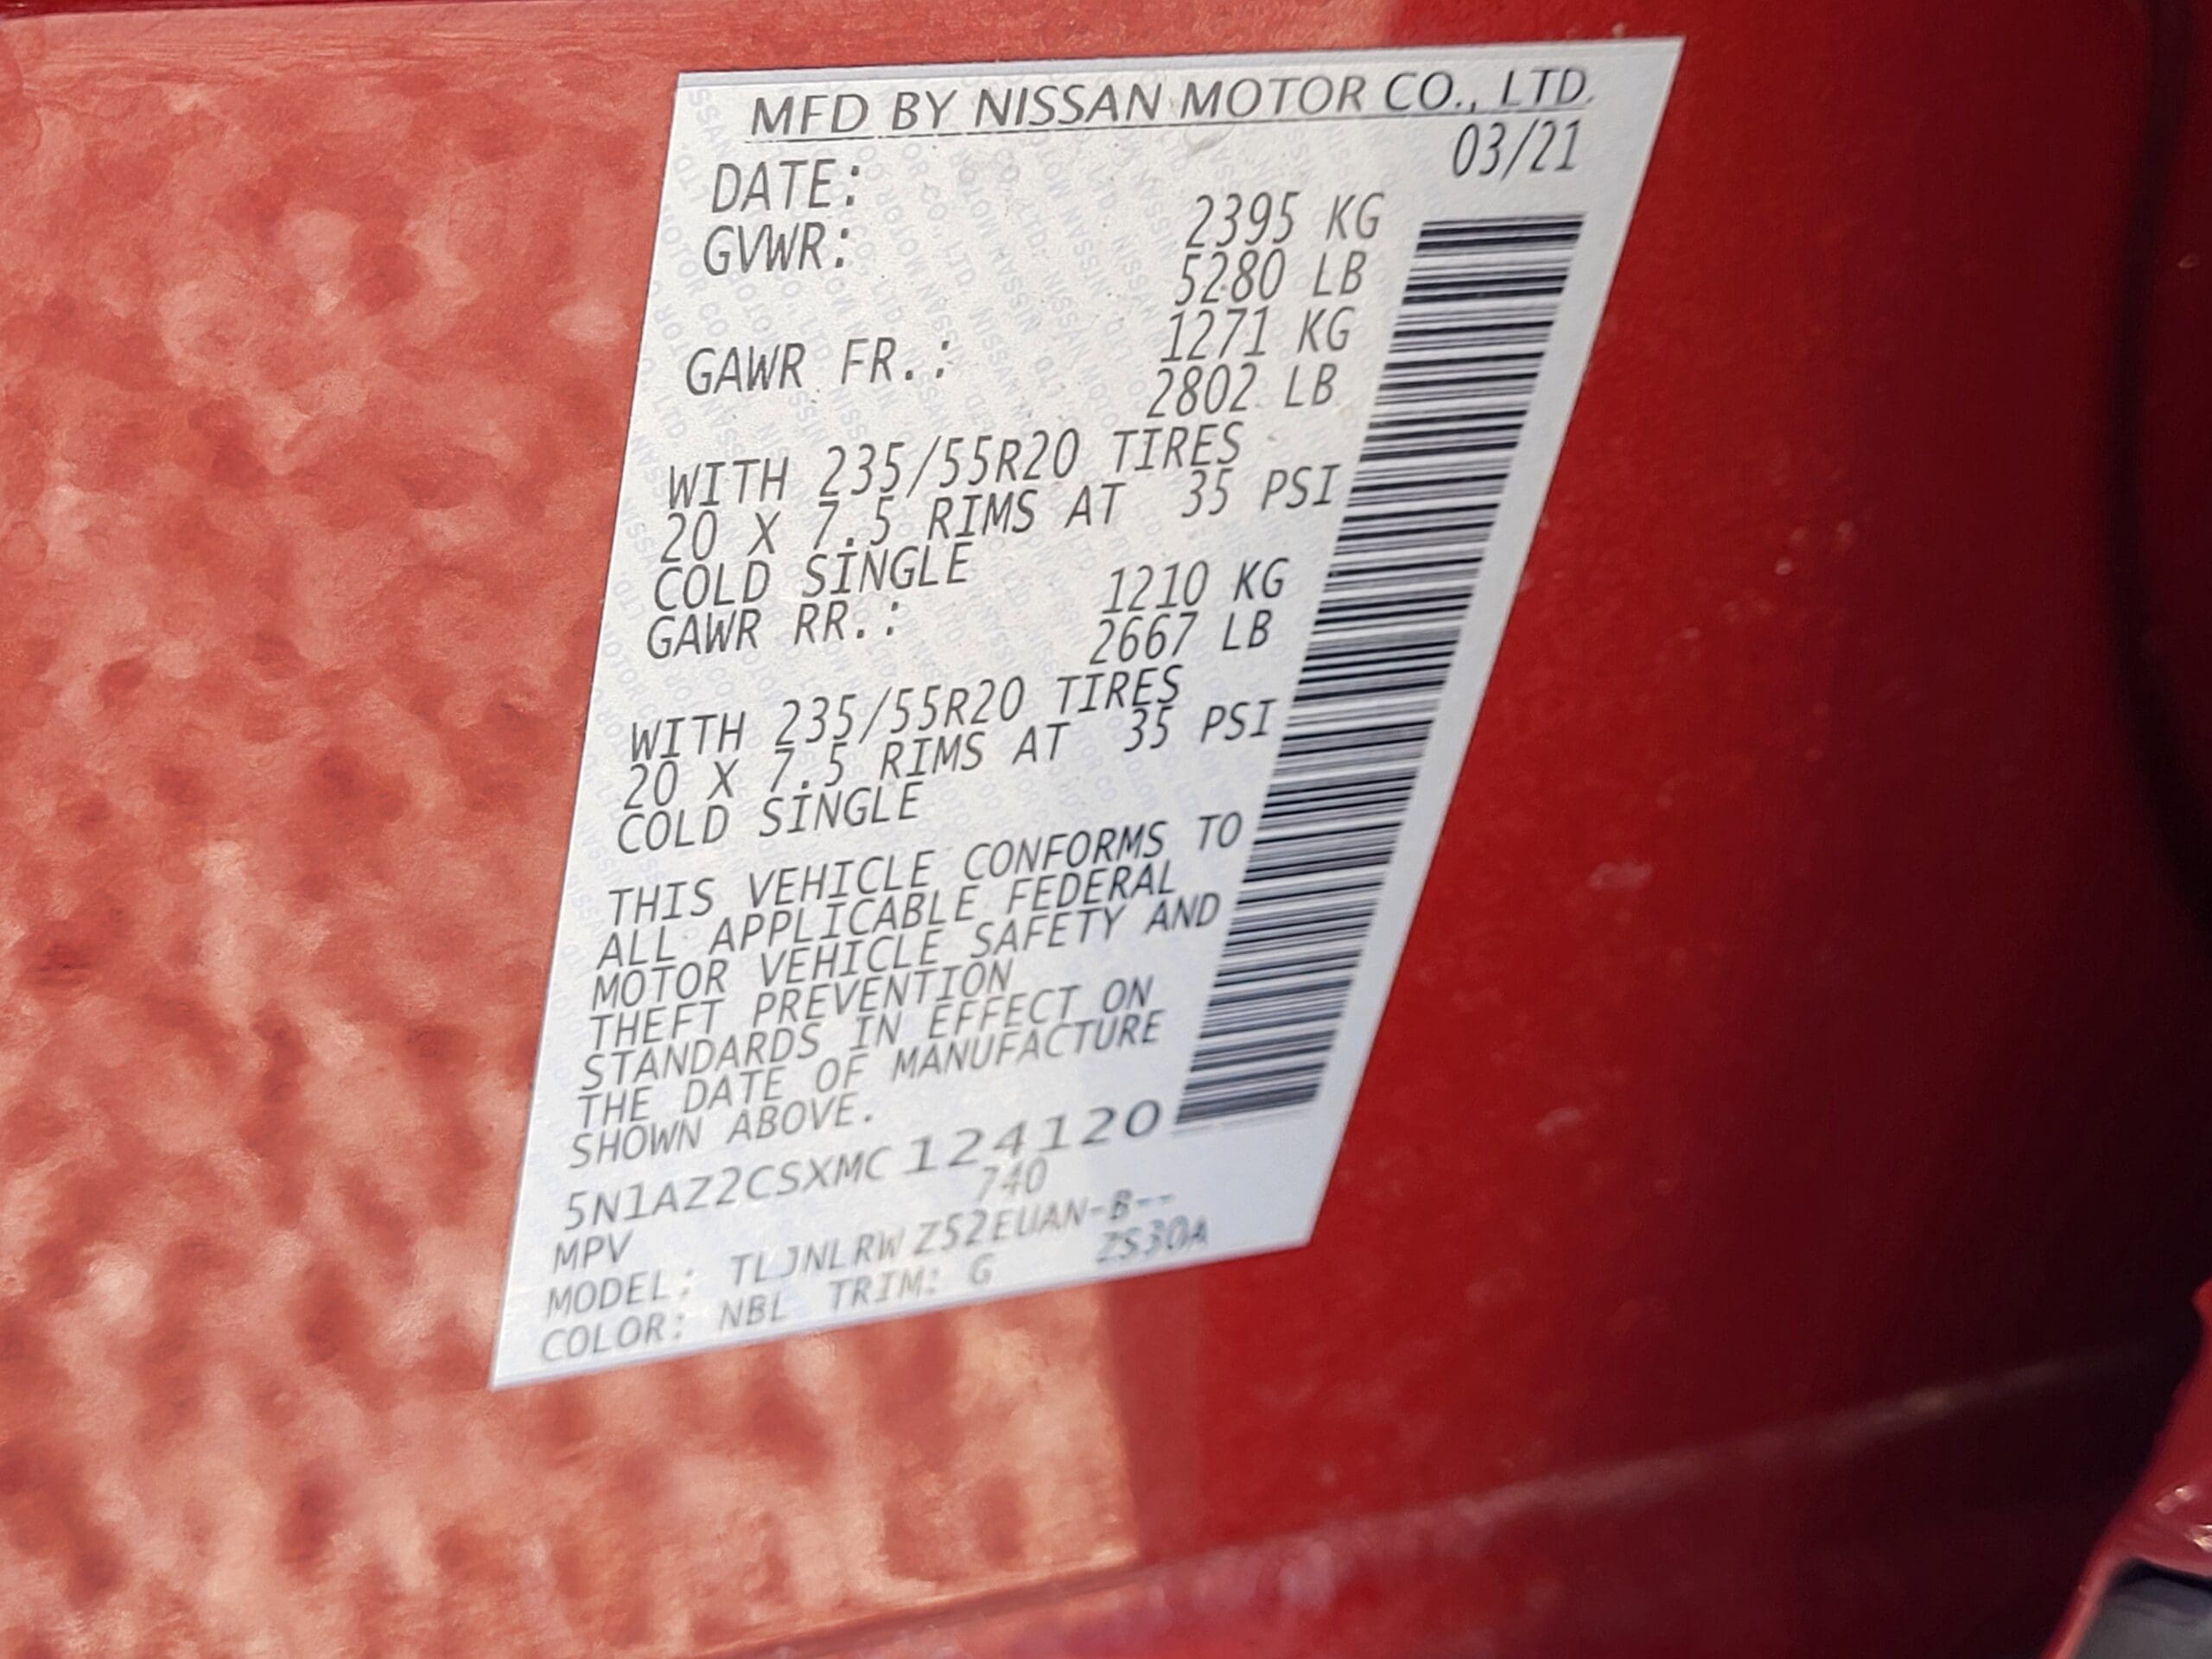 MFD BY NISSAN MOTOR CO., LTD.
DATE: 03/21
GVWR: 2395 KG
5280 LB
GAWR FR.: 1271 KG
2802 LB
WITH 235/55R20 TIRES
20 X 7.5 RIMS AT 35 PSI
COLD SINGLE
GAWR RR.: 1210 KG
2667 LB
WITH 235/55R20 TIRES
20 X 7.5 RIMS AT 35 PSI
COLD SINGLE
THIS VEHICLE CONFORMS TO
ALL APPLICABLE FEDERAL
MOTOR VEHICLE SAFETY AND
THEFT PREVENTION
STANDARDS IN EFFECT ON
THE DATE OF MANUFACTURE
SHOWN ABOVE.
5N1AZ2CSXMC124120
MPV 740
MODEL: TLJNLRWZ52EUAN-B--
COLOR: NBL TRIM: G ZS30A